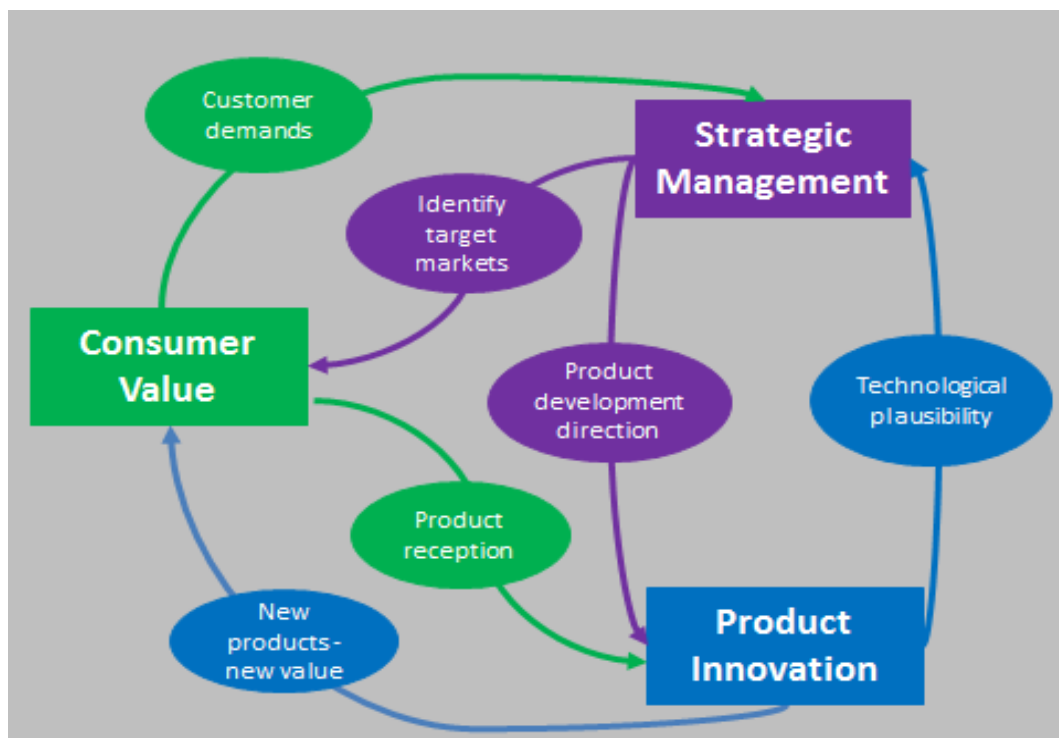 Customer
demands
Strategic
Management
Identify
target
markets
Consumer
Value
Product
development
direction
Technological
plausibility
Product
reception
New
products-
new value
Product
Innovation